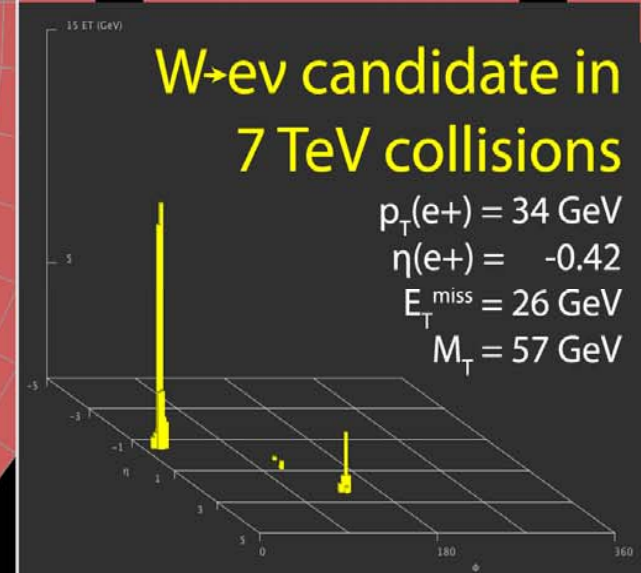 15 ET (GeV)
W→eν candidate in
7 TeV collisions
p_T(e+) = 34 GeV
η(e+) = -0.42
E_T^miss = 26 GeV
M_T = 57 GeV
5
-5
-3
-1
η
1
3
5
0
180
360
ϕ